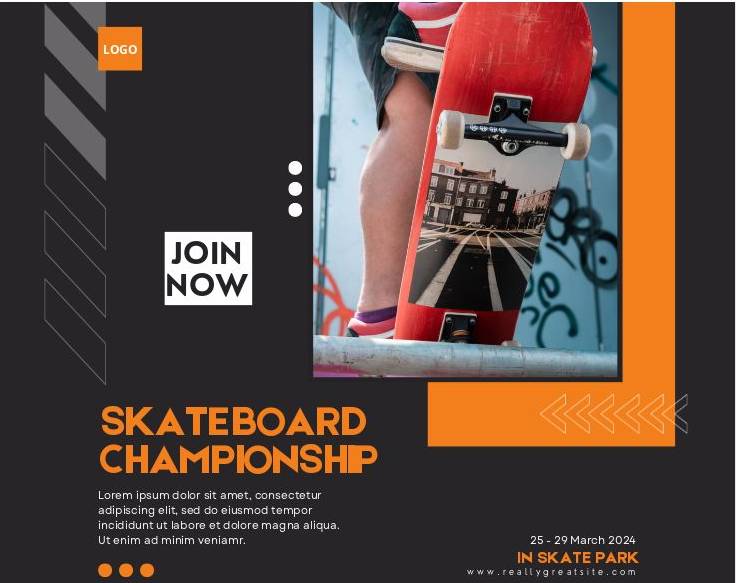 LOGO
JOIN
NOW
SKATEBOARD
CHAMPIONSHIP
Lorem ipsum dolor sit amet, consectetur
adipiscing elit, sed do eiusmod tempor
incididunt ut labore et dolore magna aliqua.
Ut enim ad minim veniamr.
25 - 29 March 2024
IN SKATE PARK
www.reallygreatsite.com